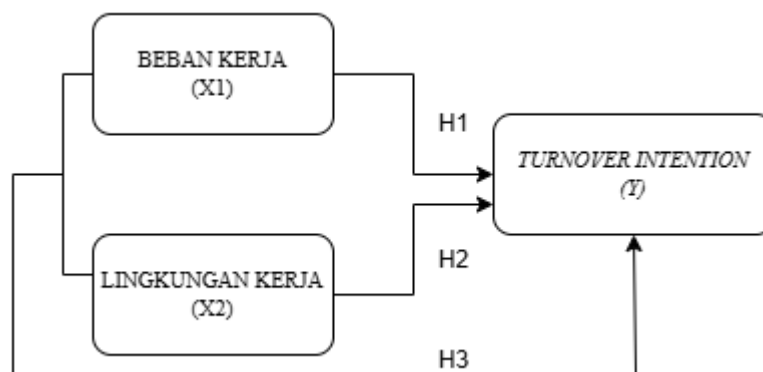 BEBAN KERJA
(X1)
H1
TURNOVER INTENTION
(Y)
LINGKUNGAN KERJA
(X2)
H2
H3